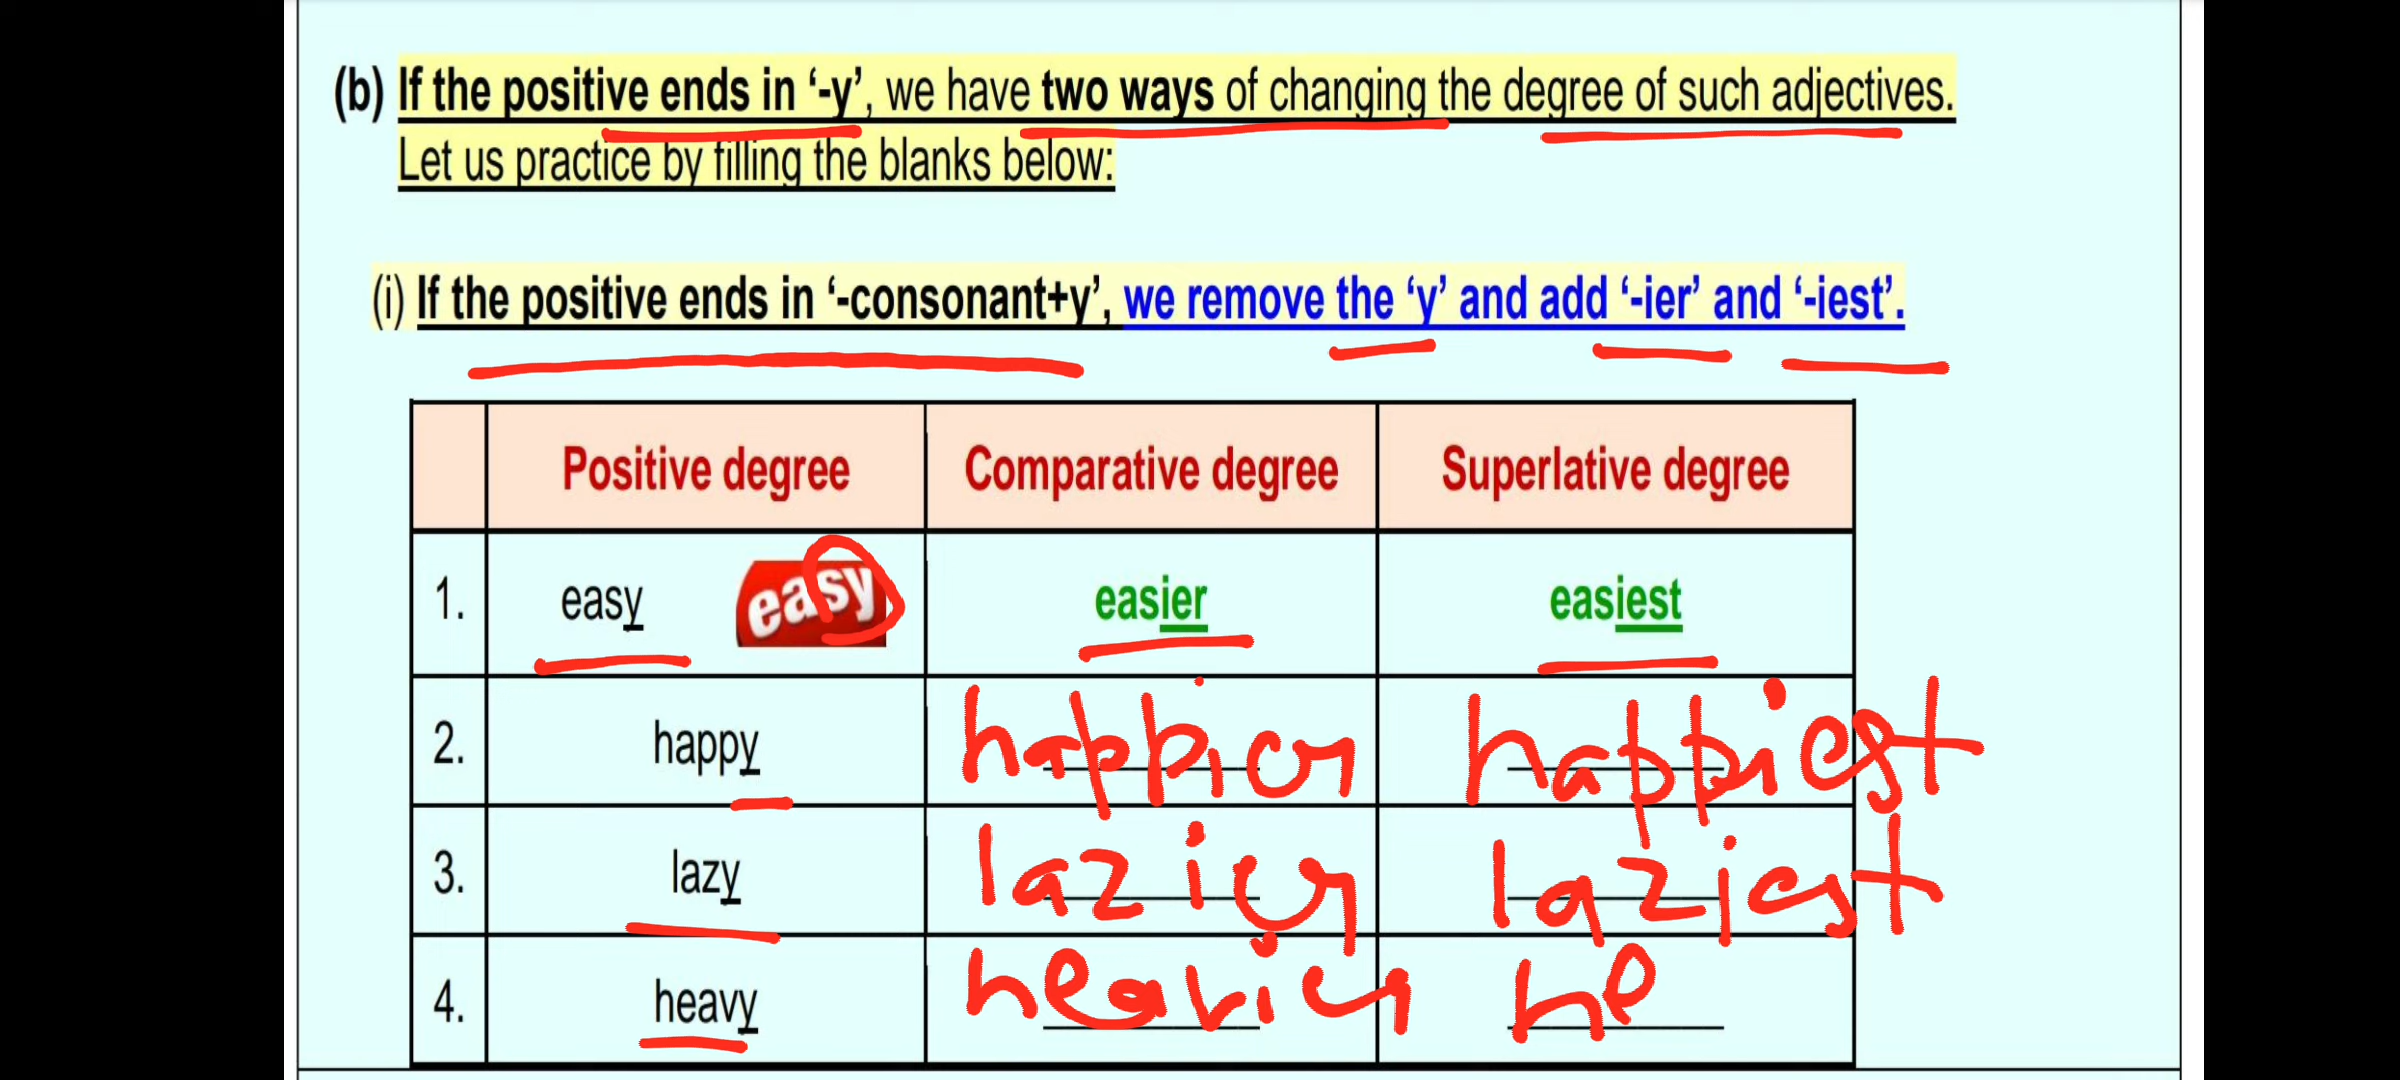 (b) If the positive ends in ‘-y’, we have two ways of changing the degree of such adjectives.
Let us practice by filling the blanks below:
(i) If the positive ends in ‘-consonant+y’, we remove the ‘y’ and add ‘-ier’ and ‘-iest’.
Positive degree Comparative degree Superlative degree
1. easy easy easier easiest
2. happy happier happiest
3. lazy lazier laziest
4. heavy heavier he